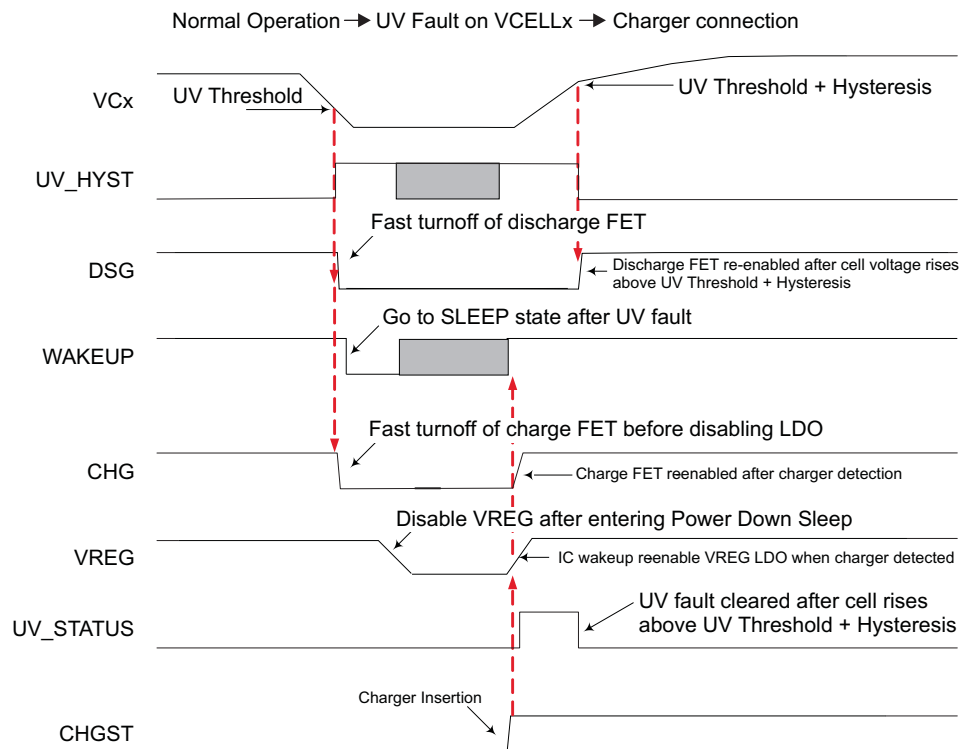 Normal Operation → UV Fault on VCELLx → Charger connection
VCx
UV Threshold
UV Threshold + Hysteresis
UV_HYST
Fast turnoff of discharge FET
DSG
Discharge FET re-enabled after cell voltage rises
above UV Threshold + Hysteresis
Go to SLEEP state after UV fault
WAKEUP
Fast turnoff of charge FET before disabling LDO
CHG
Charge FET reenabled after charger detection
Disable VREG after entering Power Down Sleep
VREG
IC wakeup reenable VREG LDO when charger detected
UV_STATUS
UV fault cleared after cell rises
above UV Threshold + Hysteresis
Charger Insertion
CHGST